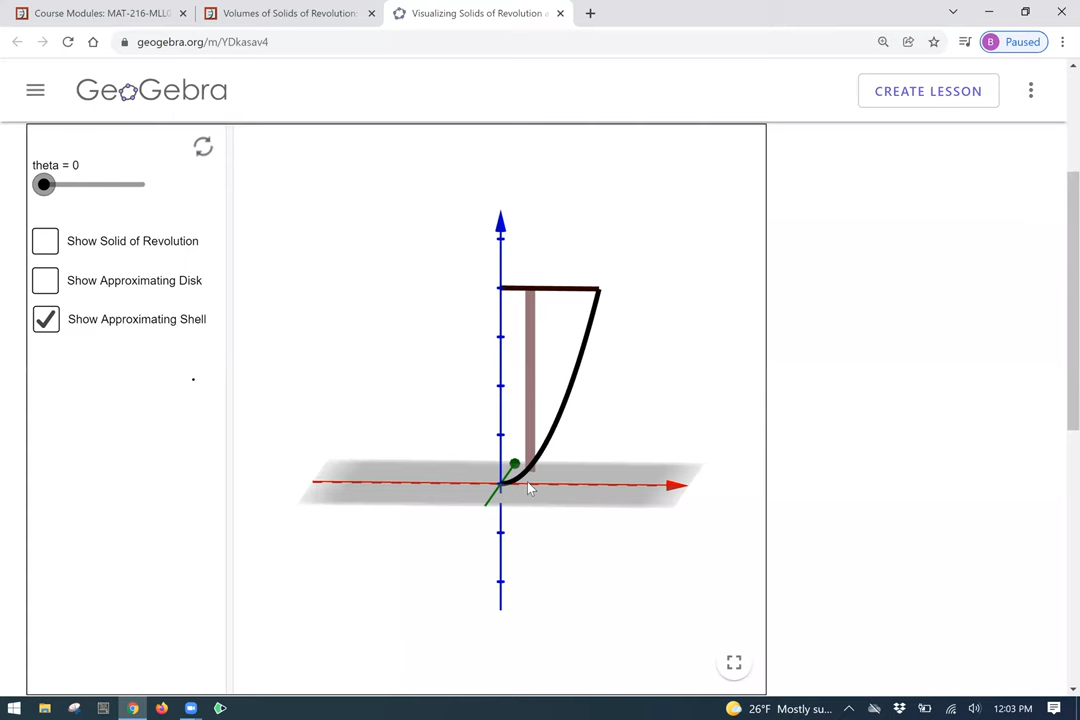 Course Modules: MAT-216-MLL0
Volumes of Solids of Revolution:
Visualizing Solids of Revolution a
geogebra.org/m/YDkasav4
B Paused
GeoGebra
CREATE LESSON
theta = 0
Show Solid of Revolution
Show Approximating Disk
Show Approximating Shell
26°F Mostly su...
12:03 PM